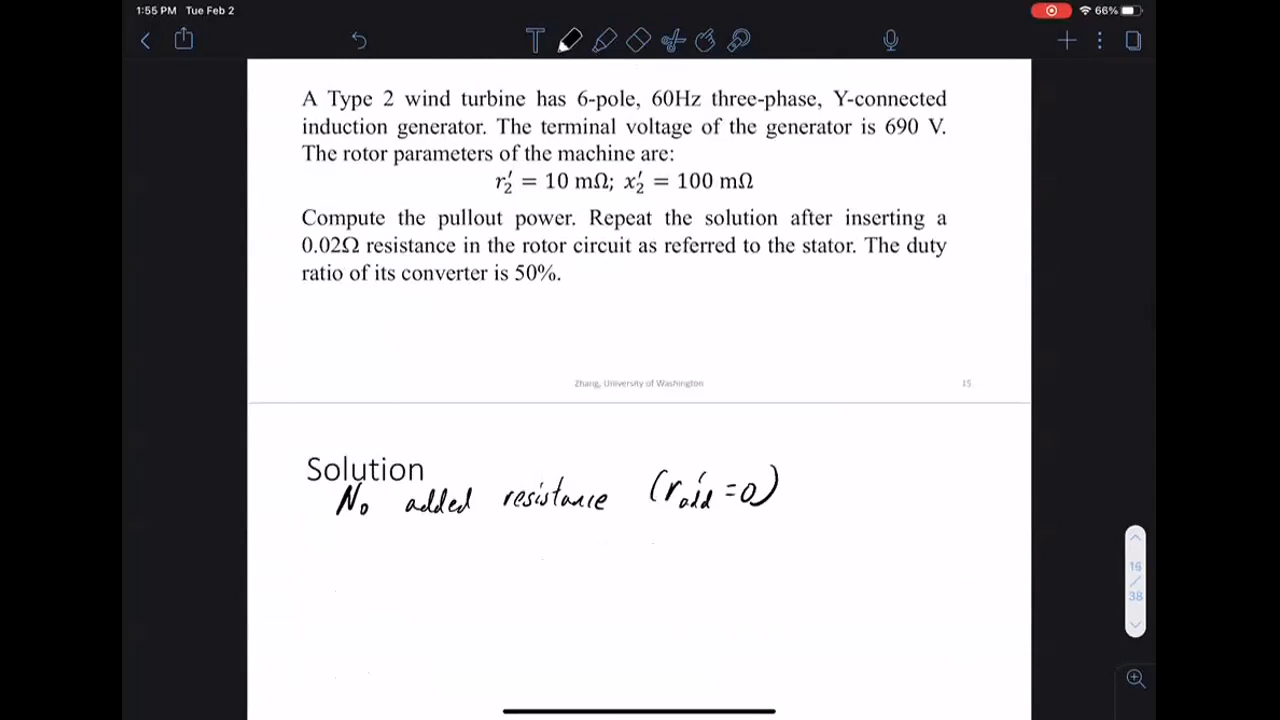 1:55 PM Tue Feb 2
66%
A Type 2 wind turbine has 6-pole, 60Hz three-phase, Y-connected
induction generator. The terminal voltage of the generator is 690 V.
The rotor parameters of the machine are:
r₂′ = 10 mΩ; x₂′ = 100 mΩ
Compute the pullout power. Repeat the solution after inserting a
0.02Ω resistance in the rotor circuit as referred to the stator. The duty
ratio of its converter is 50%.
Zhang, University of Washington
15
Solution
No added resistance (r′add = 0)
16
/
38